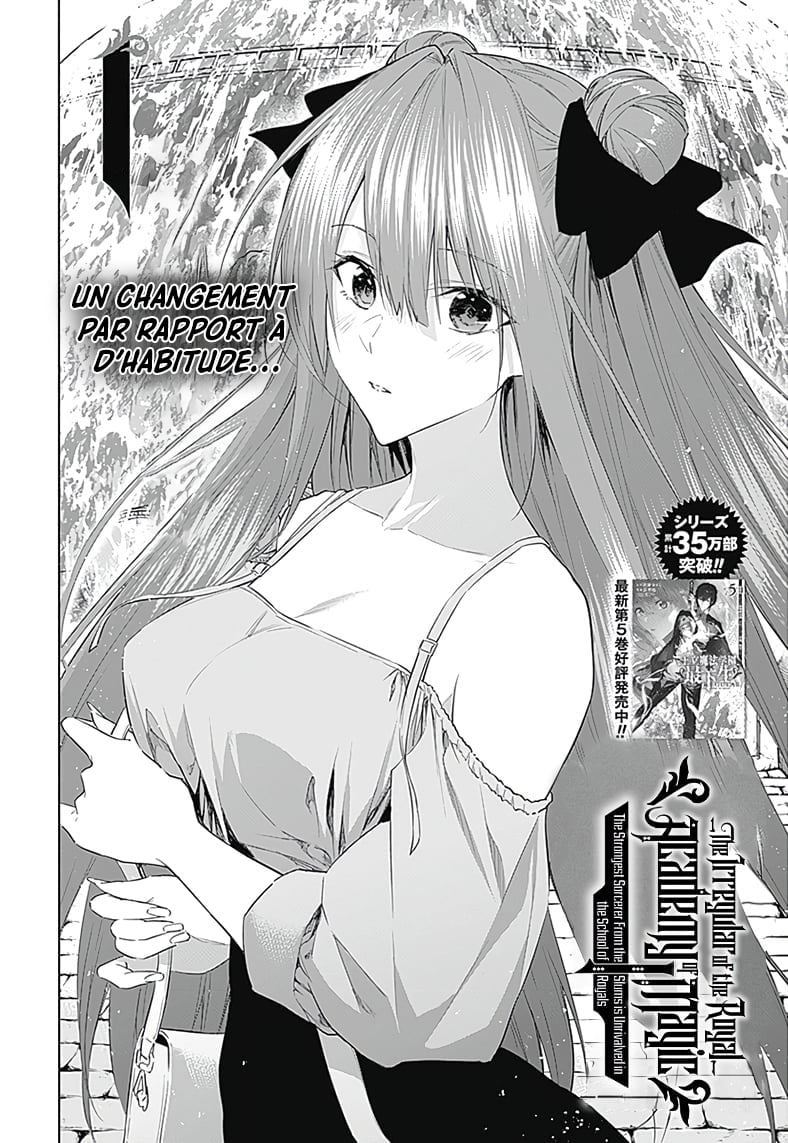 UN CHANGEMENT
PAR RAPPORT À
D'HABITUDE...
シリーズ
累計35万部
突破!!
5
最新第5巻好評発売中!!
The Irregular of the Royal
Academy of Magic
The Strongest Sorcerer From the Slums is Unrivalved in
the School of Royals